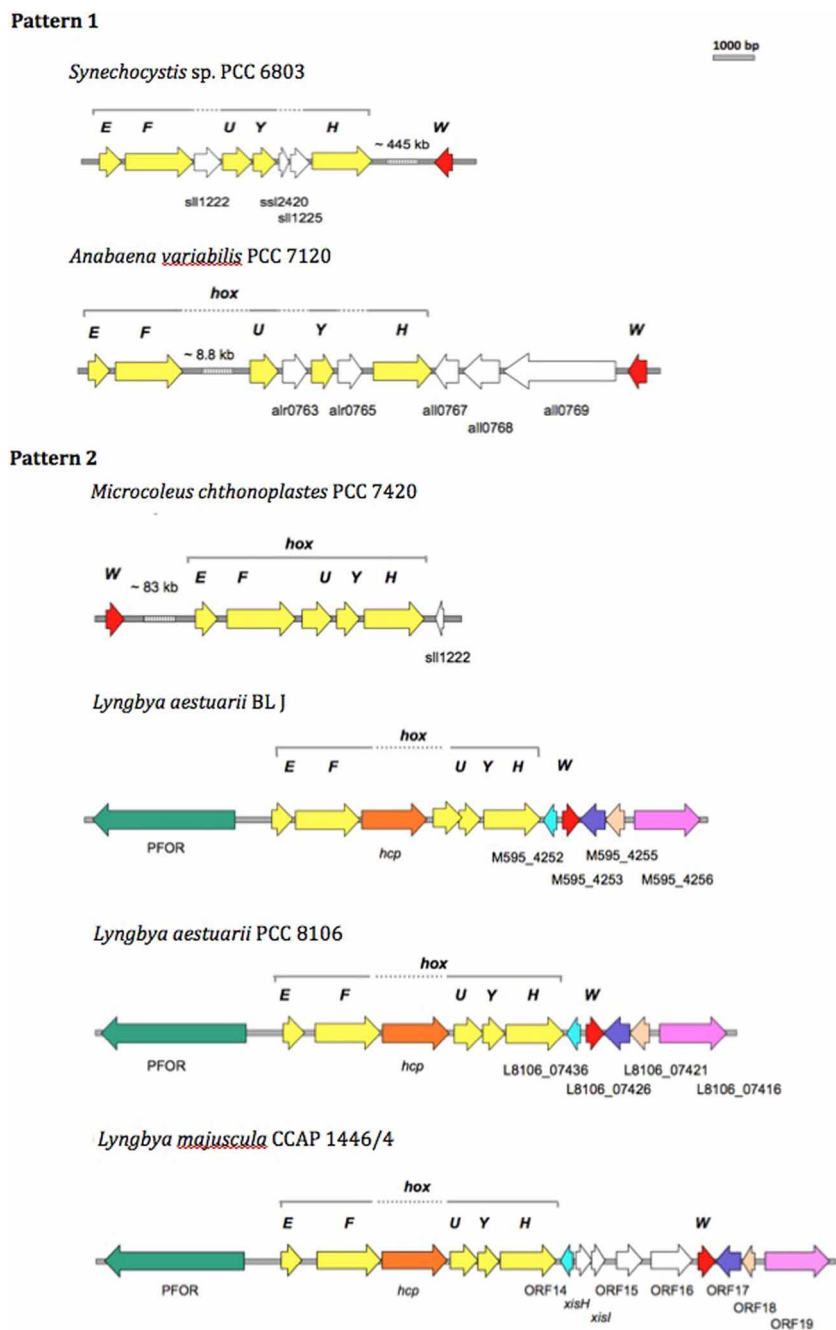 Pattern 1
1000 bp
Synechocystis sp. PCC 6803
E F U Y H W
~ 445 kb
sll1222 ssl2420
sll1225
Anabaena variabilis PCC 7120
hox
E F U Y H W
~ 8.8 kb
alr0763 alr0765 all0767 all0769
all0768
Pattern 2
Microcoleus chthonoplastes PCC 7420
hox
W E F U Y H
~ 83 kb
sll1222
Lyngbya aestuarii BL J
hox
E F U Y H W
PFOR hcp M595_4252 M595_4255
M595_4253 M595_4256
Lyngbya aestuarii PCC 8106
hox
E F U Y H W
PFOR hcp L8106_07436 L8106_07421
L8106_07426 L8106_07416
Lyngbya majuscula CCAP 1446/4
hox
E F U Y H W
PFOR hcp ORF14 ORF15 ORF16 ORF17
xisH ORF18
xisI ORF19